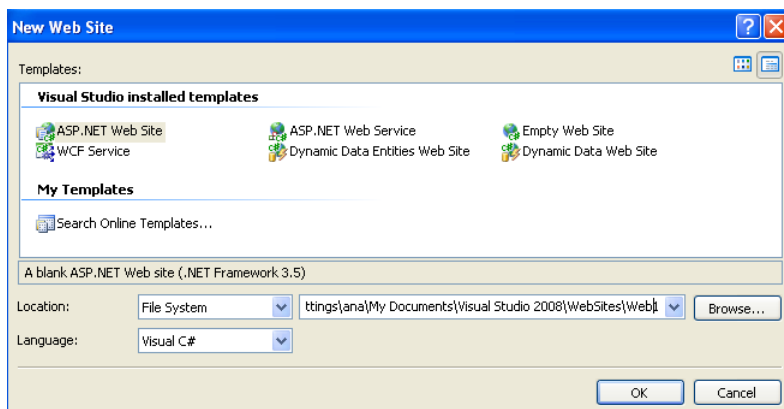 New Web Site
Templates:
Visual Studio installed templates
ASP.NET Web Site ASP.NET Web Service Empty Web Site
WCF Service Dynamic Data Entities Web Site Dynamic Data Web Site
My Templates
Search Online Templates...
A blank ASP.NET Web site (.NET Framework 3.5)
Location: File System ttings\ana\My Documents\Visual Studio 2008\WebSites\Web1 Browse...
Language: Visual C#
OK Cancel